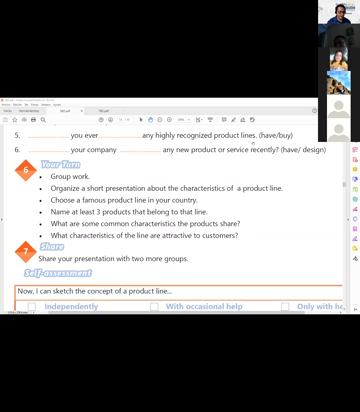 5. ........................ you ever ........................ any highly recognized product lines. (have/buy)
6. ........................ your company ........................ any new product or service recently? (have/ design)
6 Your Turn
• Group work.
• Organize a short presentation about the characteristics of a product line.
• Choose a famous product line in your country.
• Name at least 3 products that belong to that line.
• What are some common characteristics the products share?
• What characteristics of the line are attractive to customers?
7 Share
Share your presentation with two more groups.
Self-assessment
Now, I can sketch the concept of a product line...
Independently With occasional help Only with he